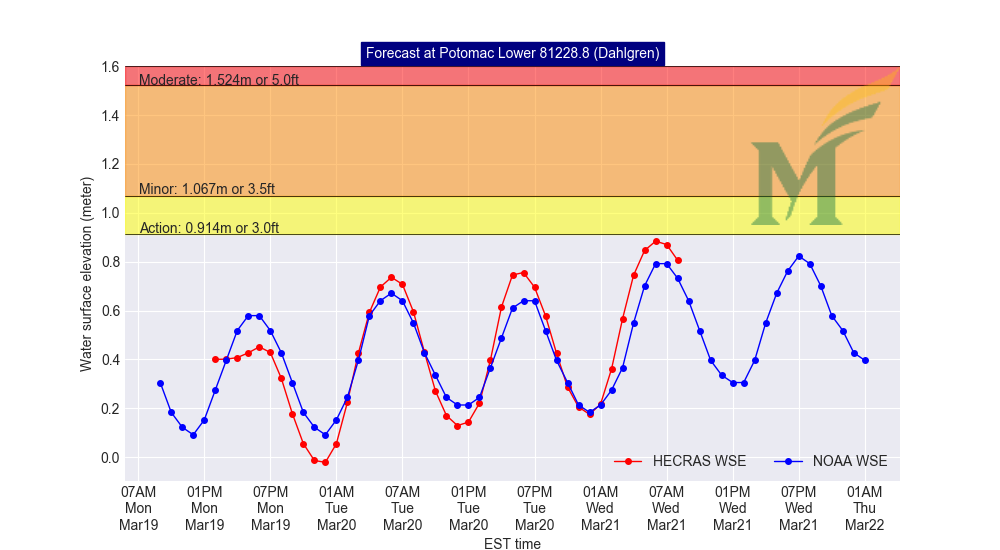 Forecast at Potomac Lower 81228.8 (Dahlgren)
1.6
Moderate: 1.524m or 5.0ft
1.4
1.2
Minor: 1.067m or 3.5ft
1.0
Action: 0.914m or 3.0ft
0.8
0.6
0.4
0.2
0.0
Water surface elevation (meter)
M
HECRAS WSE NOAA WSE
07AM 01PM 07PM 01AM 07AM 01PM 07PM 01AM 07AM 01PM 07PM 01AM
Mon Mon Mon Tue Tue Tue Tue Wed Wed Wed Wed Thu
Mar19 Mar19 Mar19 Mar20 Mar20 Mar20 Mar20 Mar21 Mar21 Mar21 Mar21 Mar22
EST time